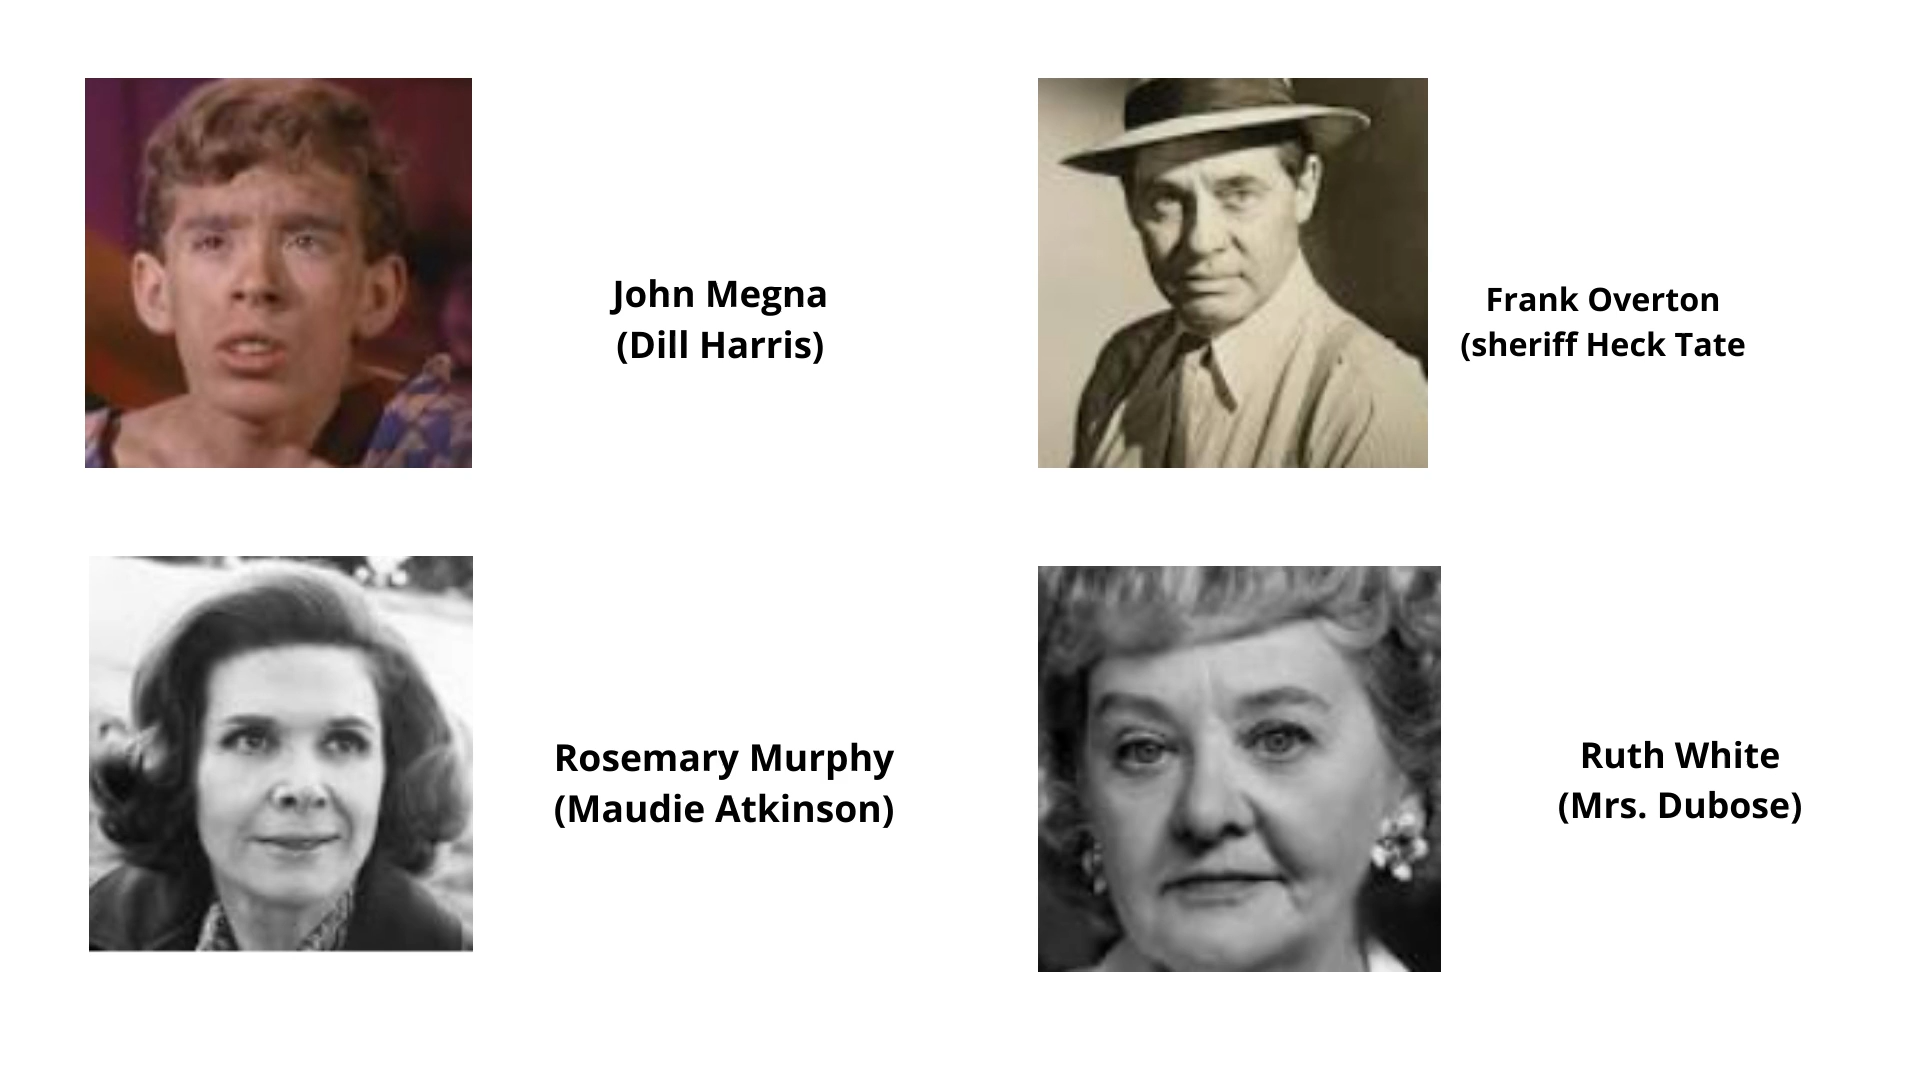 John Megna
(Dill Harris)
Frank Overton
(sheriff Heck Tate
Rosemary Murphy
(Maudie Atkinson)
Ruth White
(Mrs. Dubose)